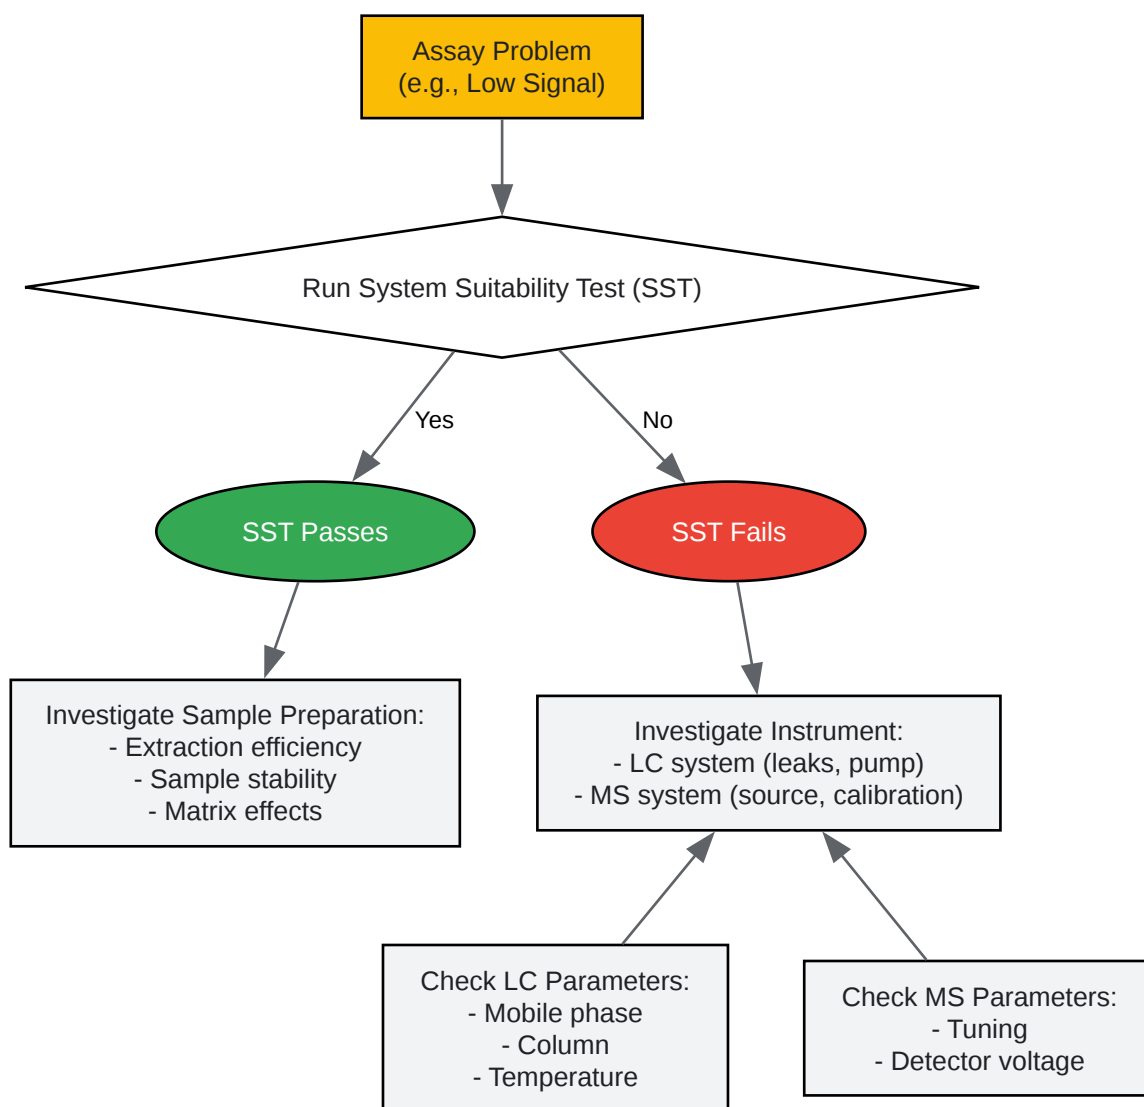 Assay Problem
(e.g., Low Signal)
Run System Suitability Test (SST)
Yes
No
SST Passes
SST Fails
Investigate Sample Preparation:
- Extraction efficiency
- Sample stability
- Matrix effects
Investigate Instrument:
- LC system (leaks, pump)
- MS system (source, calibration)
Check LC Parameters:
- Mobile phase
- Column
- Temperature
Check MS Parameters:
- Tuning
- Detector voltage